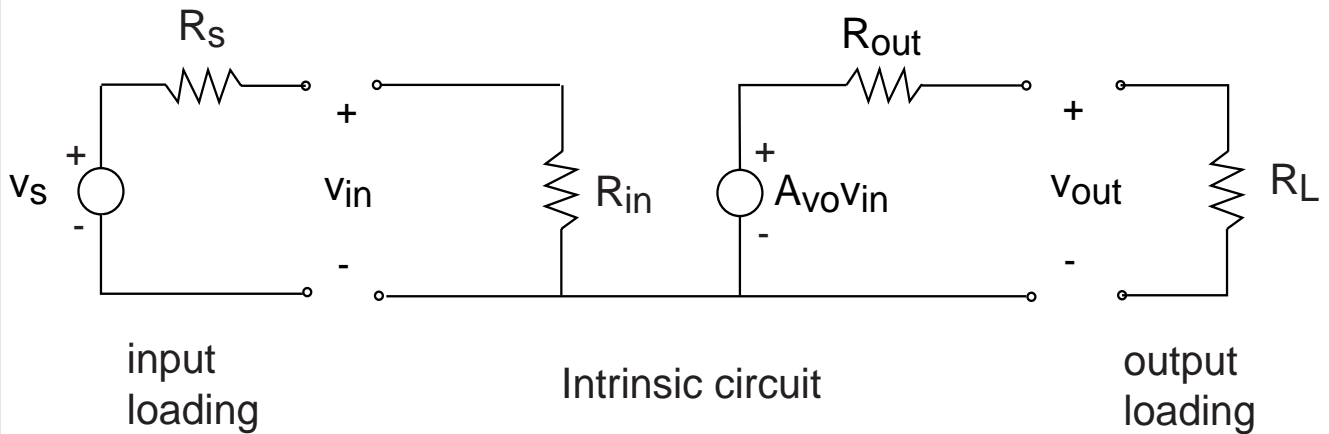 Rs
Rout
+
+
+
+
vs
vin
Rin
Avovin
vout
RL
-
-
-
-
input
loading
Intrinsic circuit
output
loading